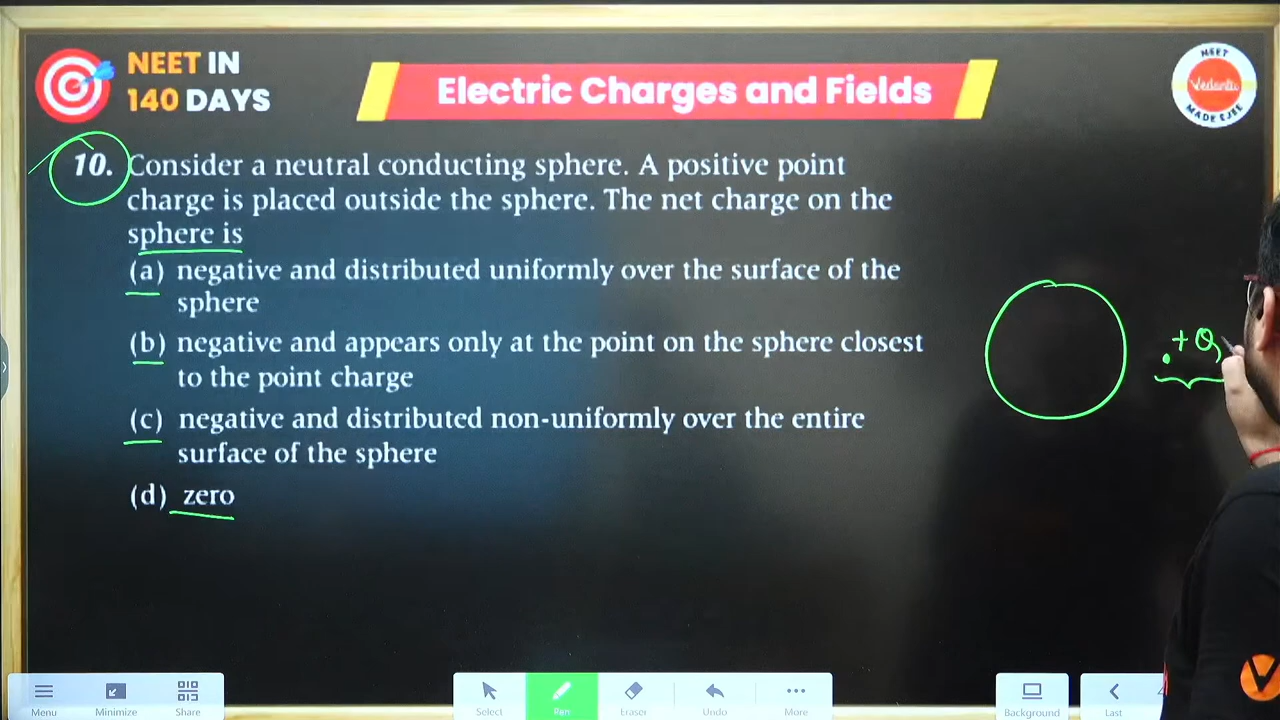 NEET IN
140 DAYS
Electric Charges and Fields
NEET
Vedantu
MADE EJEE
10. Consider a neutral conducting sphere. A positive point
charge is placed outside the sphere. The net charge on the
sphere is
(a) negative and distributed uniformly over the surface of the
sphere
(b) negative and appears only at the point on the sphere closest
to the point charge
(c) negative and distributed non-uniformly over the entire
surface of the sphere
(d) zero
+Q
Menu
Minimize
Share
Select
Pen
Eraser
Undo
More
Background
Last